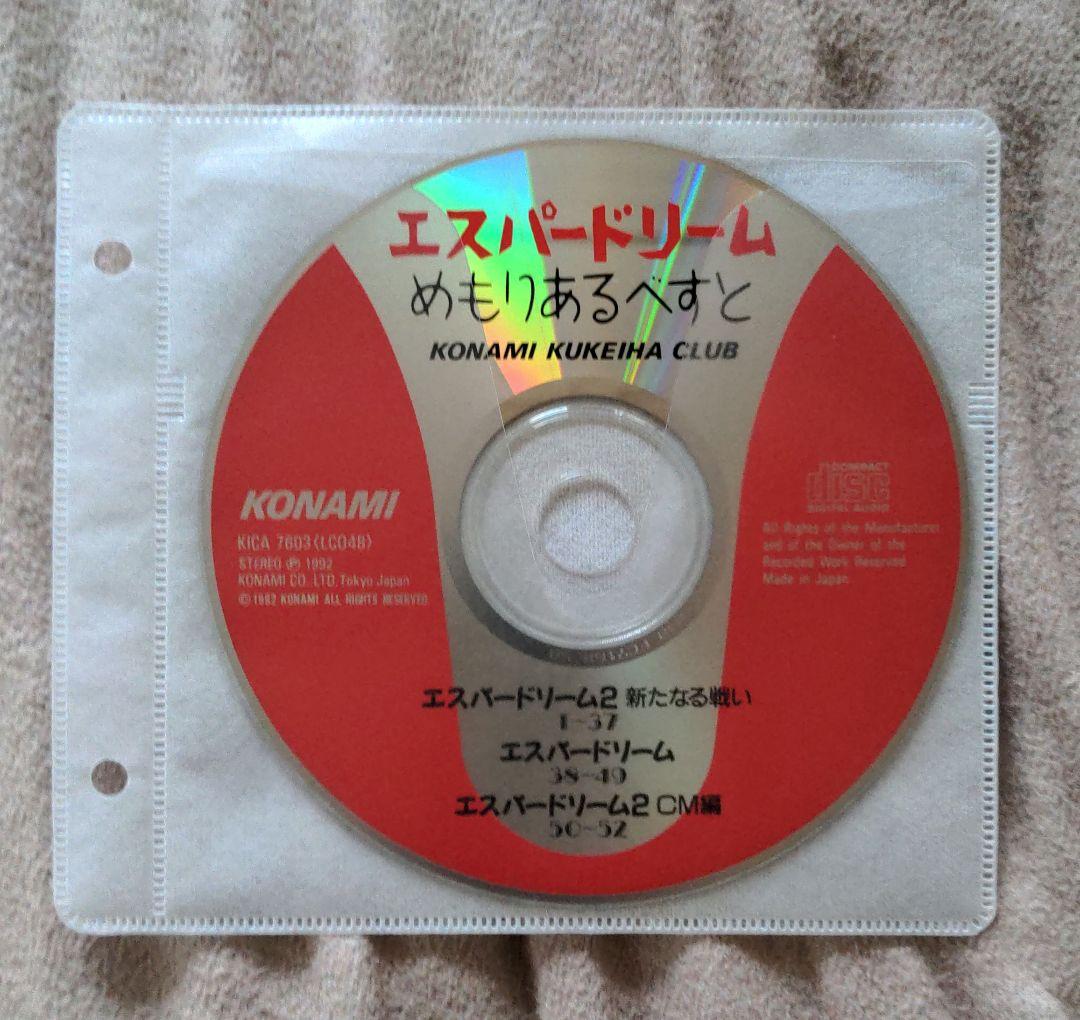 エスパードリーム
めもりあるべすと
KONAMI KUKEIHA CLUB
KONAMI
KICA 7603〈LC048〉
STEREO Ⓟ 1992
KONAMI CO. LTD, Tokyo Japan
© 1992 KONAMI ALL RIGHTS RESERVED
COMPACT
disc
DIGITAL AUDIO
All Rights of the Manufacturer
and of the Owner of the
Recorded Work Reserved
Made in Japan
エスパードリーム2 新たなる戦い
1~37
エスパードリーム
38~49
エスパードリーム2 CM編
50~52